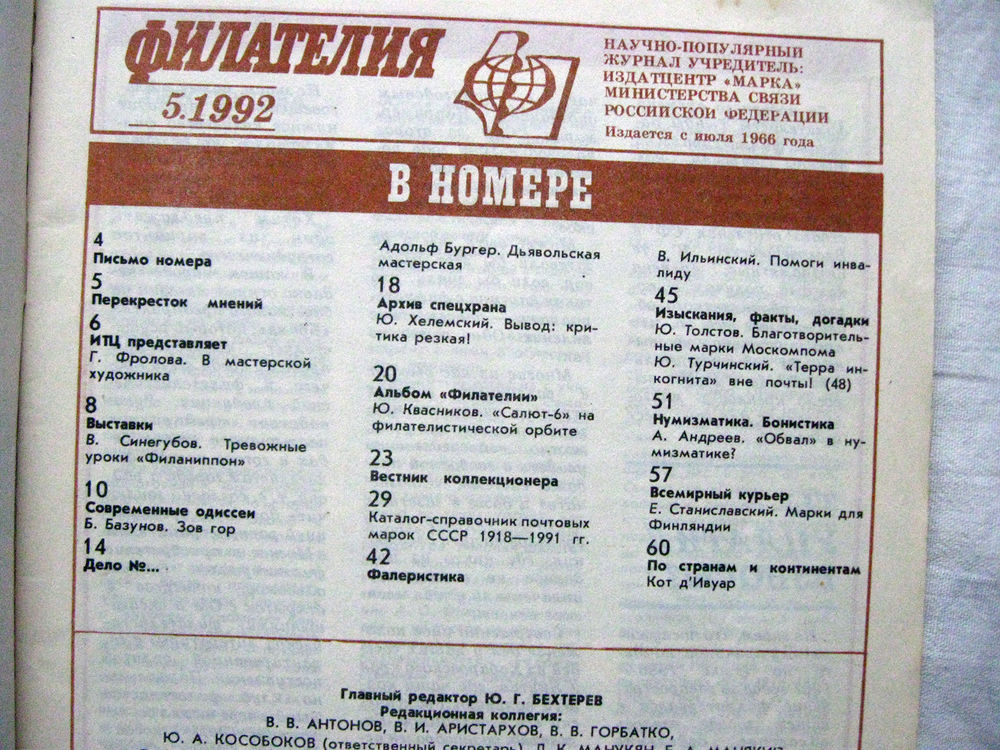 ФИЛАТЕЛИЯ
5.1992
НАУЧНО-ПОПУЛЯРНЫЙ
ЖУРНАЛ УЧРЕДИТЕЛЬ:
ИЗДАТЦЕНТР «МАРКА»
МИНИСТЕРСТВА СВЯЗИ
РОССИЙСКОЙ ФЕДЕРАЦИИ
Издается с июля 1966 года
В НОМЕРЕ
4
Письмо номера
5
Перекресток мнений
6
ИТЦ представляет
Г. Фролова. В мастерской
художника
8
Выставки
В. Синегубов. Тревожные
уроки «Филаниппон»
10
Современные одиссеи
Б. Базунов. Зов гор
14
Дело №...
Адольф Бургер. Дьявольская
мастерская
18
Архив спецхрана
Ю. Хелемский. Вывод: кри-
тика резкая!
20
Альбом «Филателии»
Ю. Квасников. «Салют-6» на
филателистической орбите
23
Вестник коллекционера
29
Каталог-справочник почтовых
марок СССР 1918—1991 гг.
42
Фалеристика
В. Ильинский. Помоги инва-
лиду
45
Изыскания, факты, догадки
Ю. Толстов. Благотворитель-
ные марки Москомпома
Ю. Турчинский. «Терра ин-
когнита» вне почты! (48)
51
Нумизматика. Бонистика
А. Андреев. «Обвал» в ну-
мизматике?
57
Всемирный курьер
Е. Станиславский. Марки для
Финляндии
60
По странам и континентам
Кот д'Ивуар
Главный редактор Ю. Г. БЕХТЕРЕВ
Редакционная коллегия:
В. В. АНТОНОВ, В. И. АРИСТАРХОВ, В. В. ГОРБАТКО,
Ю. А. КОСОБОКОВ (ответственный секретарь), Л. К. МАНУКЯН,